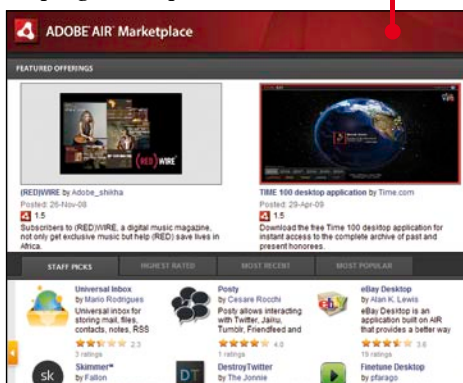 ADOBE AIR Marketplace
FEATURED OFFERINGS
(RED)WIRE
(RED)WIRE by Adobe_shikha
Posted: 26-Nov-08
1.5
Subscribers to (RED)WIRE, a digital music magazine,
not only get exclusive music but help (RED) save lives in
Africa.
TIME 100 desktop application by Time.com
Posted: 29-Apr-09
1.5
Download the free Time 100 desktop application for
instant access to the complete archive of past and
present honorees.
STAFF PICKS HIGHEST RATED MOST RECENT MOST POPULAR
Universal Inbox
by Mario Rodrigues
Universal inbox for
storing mail, files,
contacts, notes, RSS
2.3
3 ratings
Posty
by Cesare Rocchi
Posty allows interacting
with Twitter, Jaiku,
Tumblr, Friendfeed and
4.0
1 ratings
ebY
eBay Desktop
by Alan K. Lewis
eBay Desktop is an
application built on AIR
that provides a better way
3.6
19 ratings
sk
Skimmer
by Fallon
DT
DestroyTwitter
by The Jonnie
Finetune Desktop
by pfarago